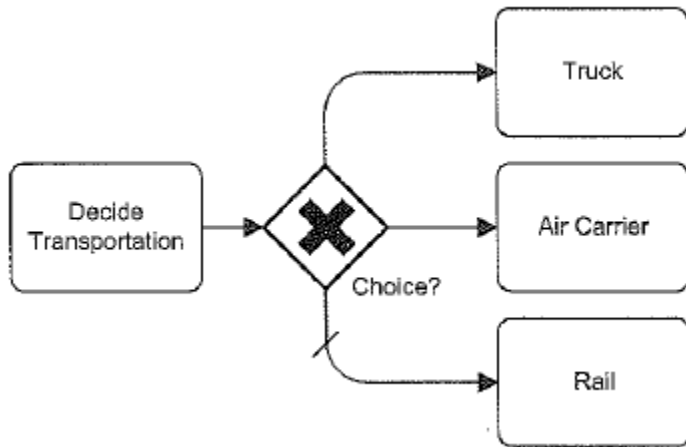 Truck
Decide
Transportation
Air Carrier
Choice?
Rail